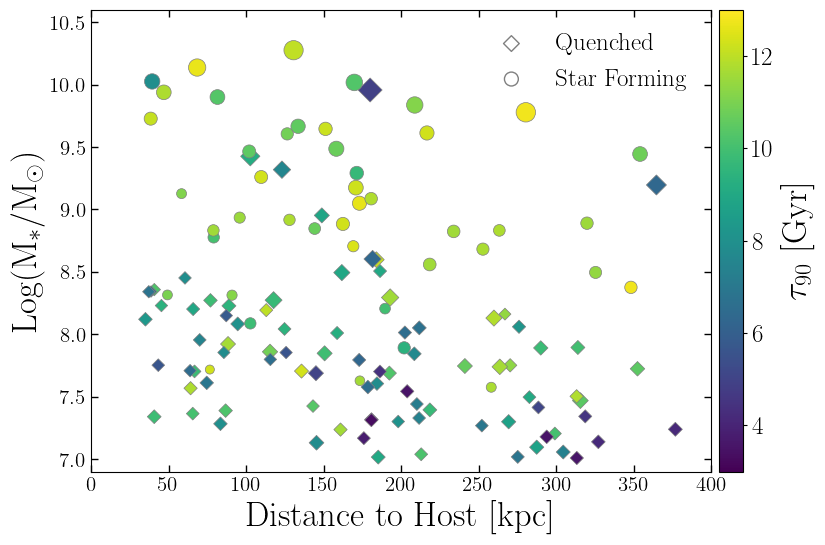 Quenched
Star Forming
10.5
10.0
9.5
9.0
8.5
8.0
7.5
7.0
0 50 100 150 200 250 300 350 400
Distance to Host [kpc]
Log(M∗/M⊙)
12
10
8
6
4
τ90 [Gyr]